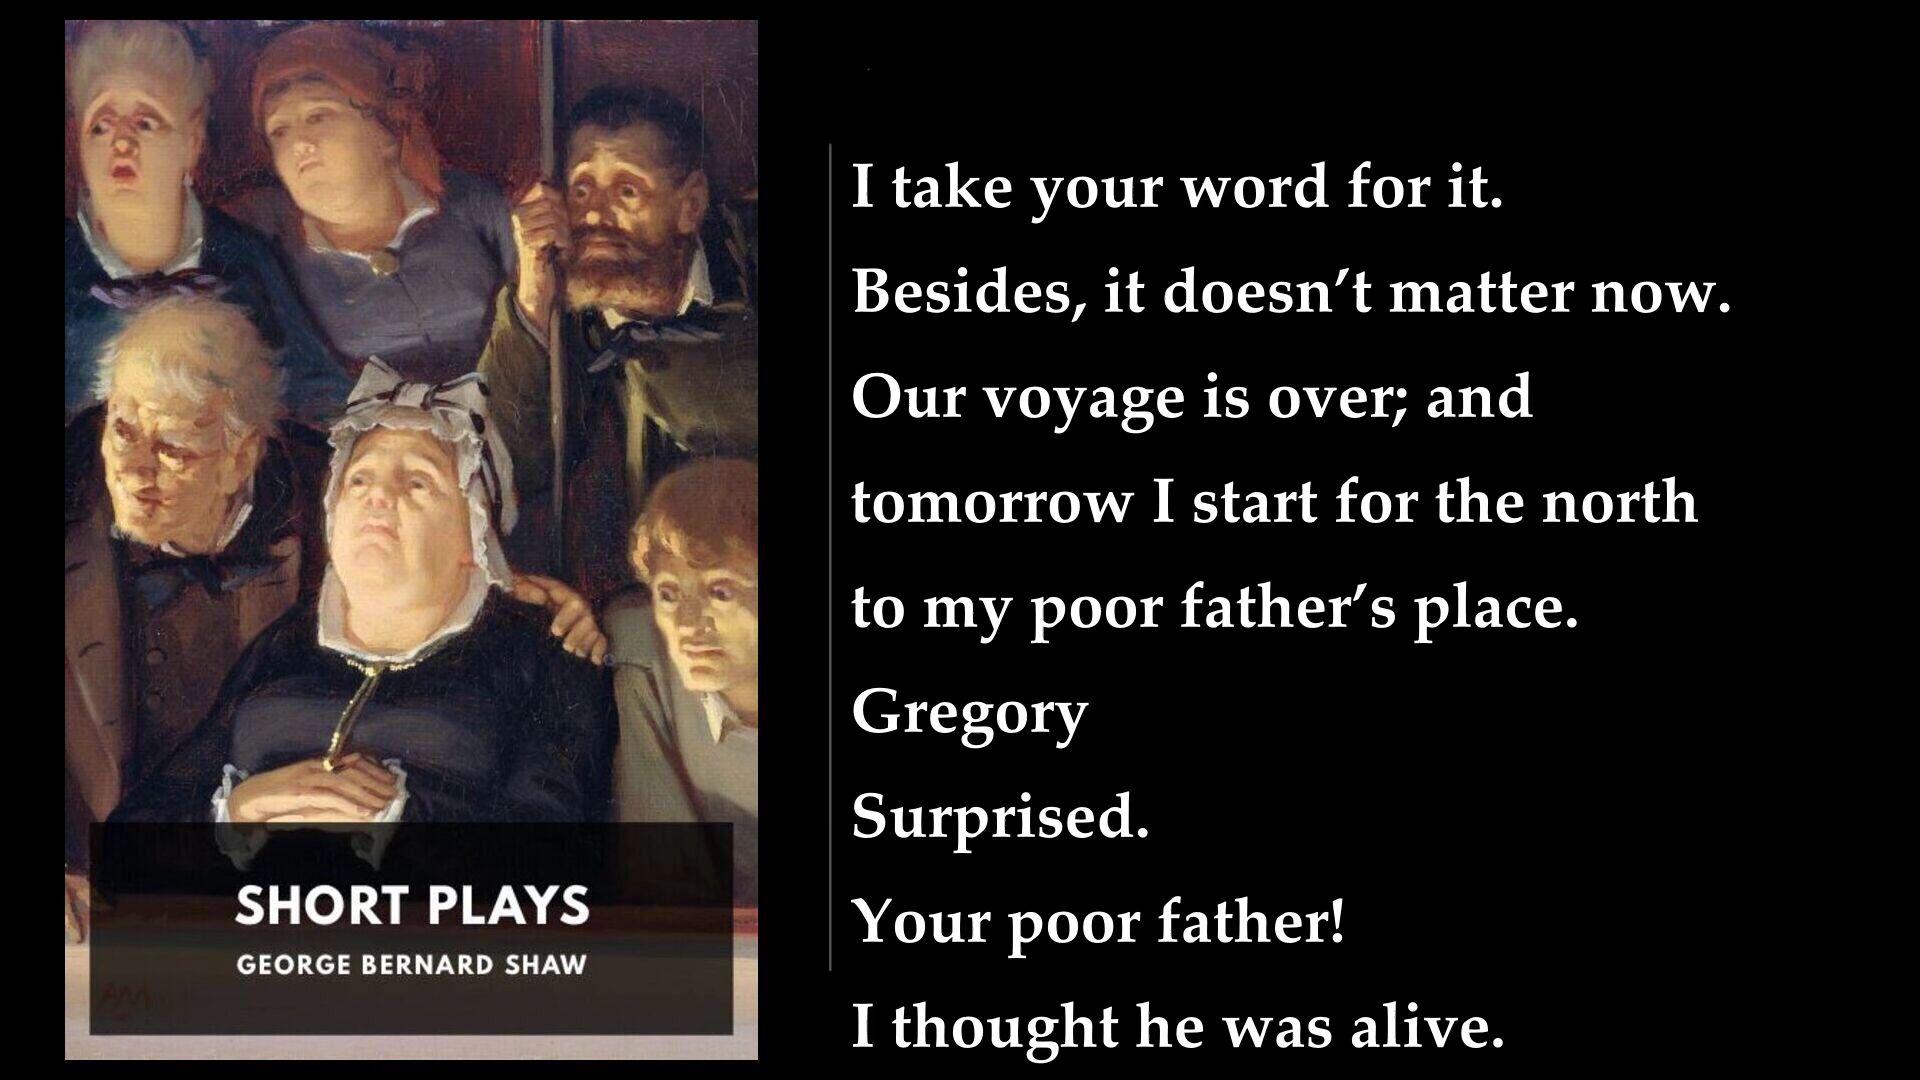 SHORT PLAYS
GEORGE BERNARD SHAW
I take your word for it.
Besides, it doesn’t matter now.
Our voyage is over; and
tomorrow I start for the north
to my poor father’s place.
Gregory
Surprised.
Your poor father!
I thought he was alive.